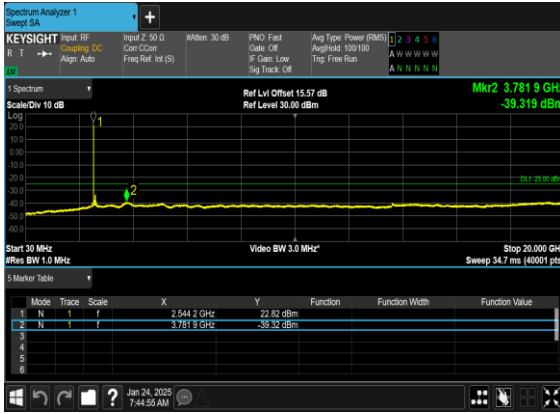 Spectrum Analyzer 1
Swept SA
+
KEYSIGHT Input: RF Input Z: 50 Ω #Atten: 30 dB PNO: Fast Avg Type: Power (RMS) 1 2 3 4 5 6
R T Coupling: DC Corr CCorr Gate: Off Avg|Hold: 100/100 A W W W W W
Align: Auto Freq Ref: Int (S) IF Gain: Low Trig: Free Run
LXI Sig Track: Off A N N N N N
1 Spectrum
Ref Lvl Offset 15.57 dB Mkr2 3.781 9 GHz
Scale/Div 10 dB Ref Level 30.00 dBm -39.319 dBm
Log
1
20.0
10.0
0.00
-10.0
-20.0
DL1 -25.00 dBm
-30.0
2
-40.0
-50.0
-60.0
Start 30 MHz Video BW 3.0 MHz* Stop 20.000 GHz
#Res BW 1.0 MHz Sweep 34.7 ms (40001 pts)
5 Marker Table
Mode Trace Scale X Y Function Function Width Function Value
1 N 1 f 2.544 2 GHz 22.82 dBm
2 N 1 f 3.781 9 GHz -39.32 dBm
3
4
5
6
? Jan 24, 2025
7:44:55 AM